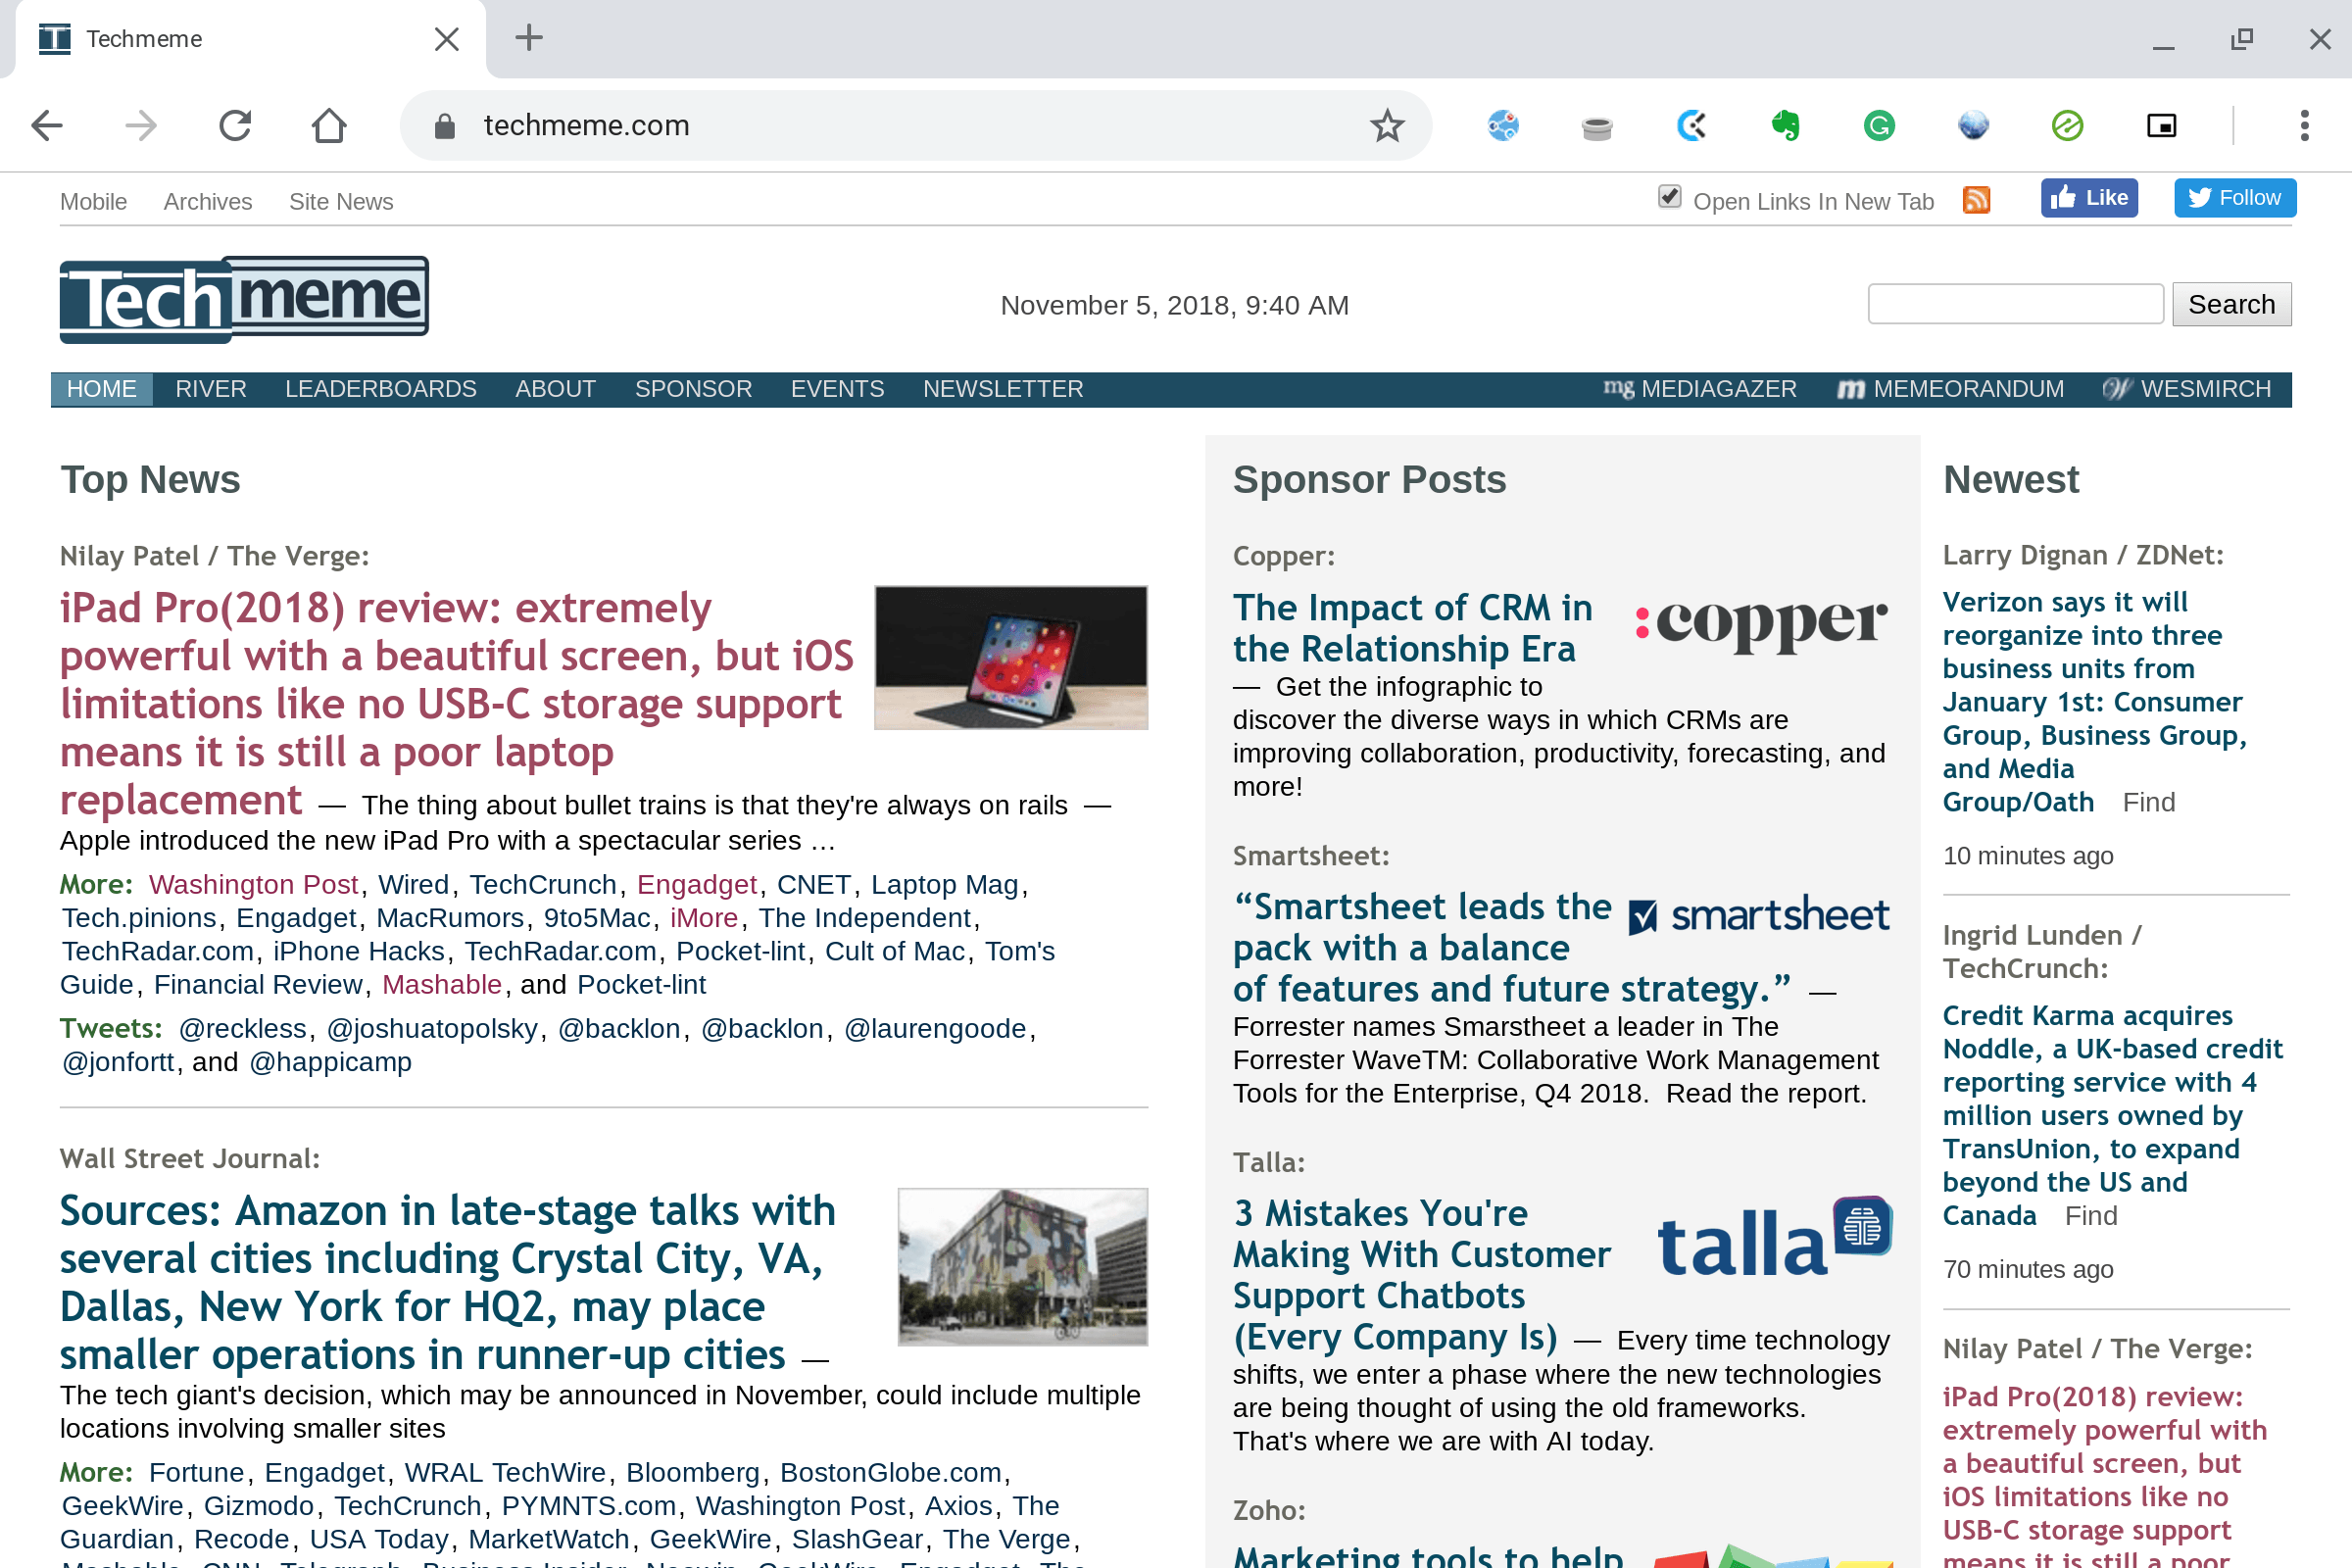 Techmeme
techmeme.com
Mobile Archives Site News
Open Links In New Tab
Like
Follow
Techmeme
November 5, 2018, 9:40 AM
Search
HOME RIVER LEADERBOARDS ABOUT SPONSOR EVENTS NEWSLETTER
mg MEDIAGAZER m MEMEORANDUM W WESMIRCH
Top News
Nilay Patel / The Verge:
iPad Pro(2018) review: extremely
powerful with a beautiful screen, but iOS
limitations like no USB-C storage support
means it is still a poor laptop
replacement — The thing about bullet trains is that they're always on rails —
Apple introduced the new iPad Pro with a spectacular series …
More: Washington Post, Wired, TechCrunch, Engadget, CNET, Laptop Mag,
Tech.pinions, Engadget, MacRumors, 9to5Mac, iMore, The Independent,
TechRadar.com, iPhone Hacks, TechRadar.com, Pocket-lint, Cult of Mac, Tom's
Guide, Financial Review, Mashable, and Pocket-lint
Tweets: @reckless, @joshuatopolsky, @backlon, @backlon, @laurengoode,
@jonfortt, and @happicamp
Wall Street Journal:
Sources: Amazon in late-stage talks with
several cities including Crystal City, VA,
Dallas, New York for HQ2, may place
smaller operations in runner-up cities —
The tech giant's decision, which may be announced in November, could include multiple
locations involving smaller sites
More: Fortune, Engadget, WRAL TechWire, Bloomberg, BostonGlobe.com,
GeekWire, Gizmodo, TechCrunch, PYMNTS.com, Washington Post, Axios, The
Guardian, Recode, USA Today, MarketWatch, GeekWire, SlashGear, The Verge,
Mashable, CNN, Telegraph, Business Insider, Neowin, GeekWire, Engadget, The
Sponsor Posts
Copper:
The Impact of CRM in
the Relationship Era
:copper
— Get the infographic to
discover the diverse ways in which CRMs are
improving collaboration, productivity, forecasting, and
more!
Smartsheet:
“Smartsheet leads the
pack with a balance
of features and future strategy.” —
smartsheet
Forrester names Smarstheet a leader in The
Forrester WaveTM: Collaborative Work Management
Tools for the Enterprise, Q4 2018. Read the report.
Talla:
3 Mistakes You're
Making With Customer
Support Chatbots
(Every Company Is) — Every time technology
talla
shifts, we enter a phase where the new technologies
are being thought of using the old frameworks.
That's where we are with AI today.
Zoho:
Marketing tools to help
Newest
Larry Dignan / ZDNet:
Verizon says it will
reorganize into three
business units from
January 1st: Consumer
Group, Business Group,
and Media
Group/Oath Find
10 minutes ago
Ingrid Lunden /
TechCrunch:
Credit Karma acquires
Noddle, a UK-based credit
reporting service with 4
million users owned by
TransUnion, to expand
beyond the US and
Canada Find
70 minutes ago
Nilay Patel / The Verge:
iPad Pro(2018) review:
extremely powerful with
a beautiful screen, but
iOS limitations like no
USB-C storage support
means it is still a poor